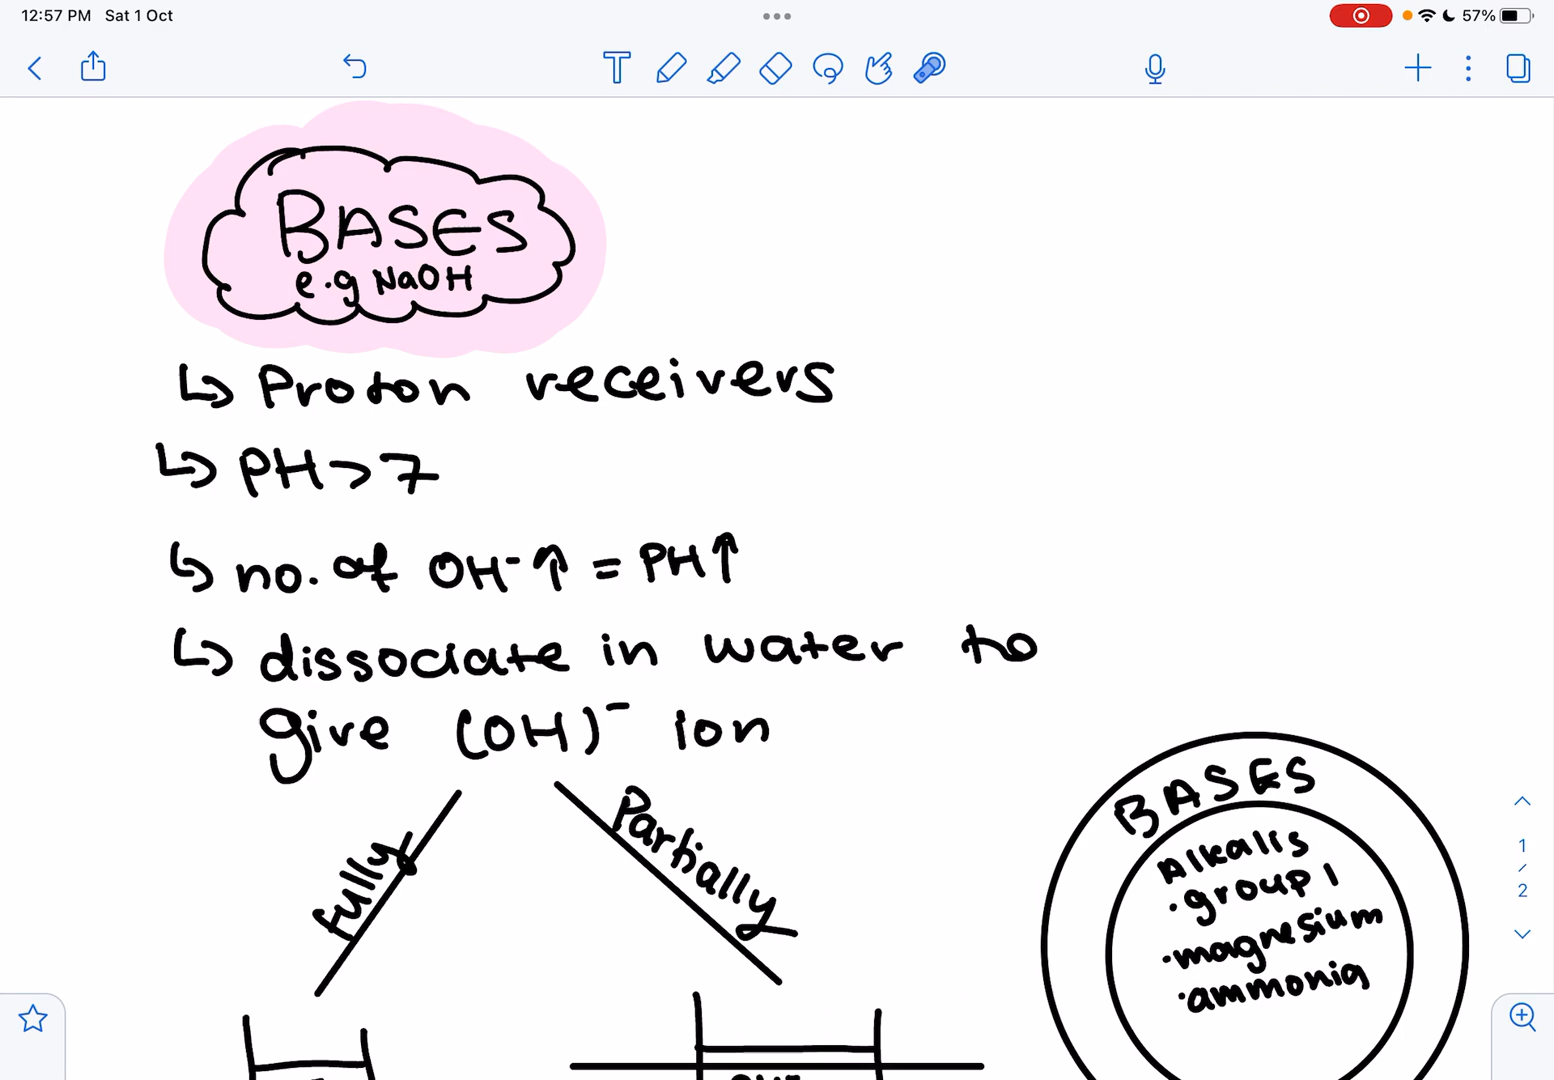 12:57 PM Sat 1 Oct
57%
T
BASES
e.g NaOH
↳ Proton receivers
↳ PH > 7
↳ no. of OH⁻ ↑ = PH ↑
↳ dissociate in water to
give (OH)⁻ ion
fully
Partially
BASES
Alkalis
• group 1
• magnesium
• ammonia
1
/
2